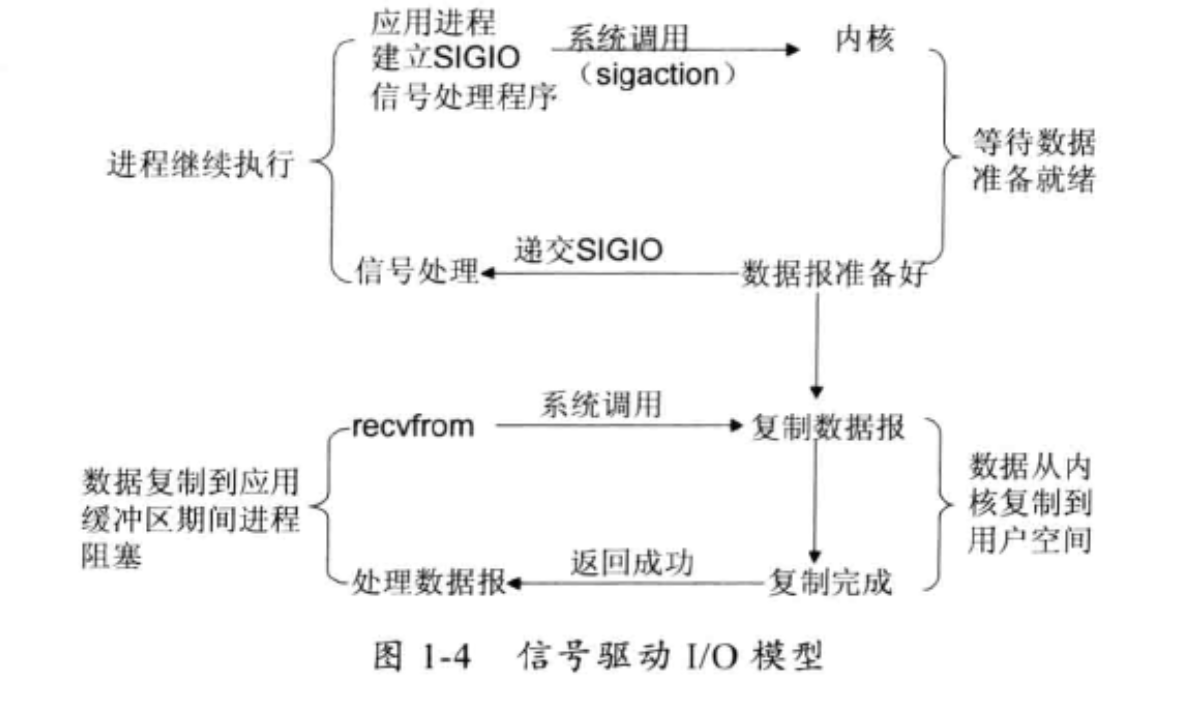 应用进程
建立SIGIO
信号处理程序
系统调用
（sigaction）
内核
进程继续执行
等待数据
准备就绪
递交SIGIO
信号处理
数据报准备好
recvfrom
系统调用
复制数据报
数据复制到应用
缓冲区期间进程
阻塞
数据从内
核复制到
用户空间
返回成功
处理数据报
复制完成
图 1-4 信号驱动 I/O 模型